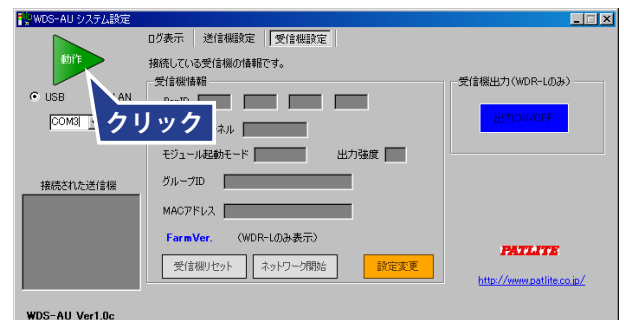 WDS-AU システム設定
動作
ログ表示 送信機設定 受信機設定
接続している受信機の情報です。
USB
AN
COM3
クリック
受信機情報
ネル
モジュール起動モード
出力強度
グループID
MACアドレス
FarmVer. (WDR-Lのみ表示)
受信機リセット ネットワーク開始 設定変更
受信機出力(WDR-Lのみ)
出力ON/OFF
接続された送信機
PATLITE
http://www.patlite.co.jp/
WDS-AU Ver1.0c